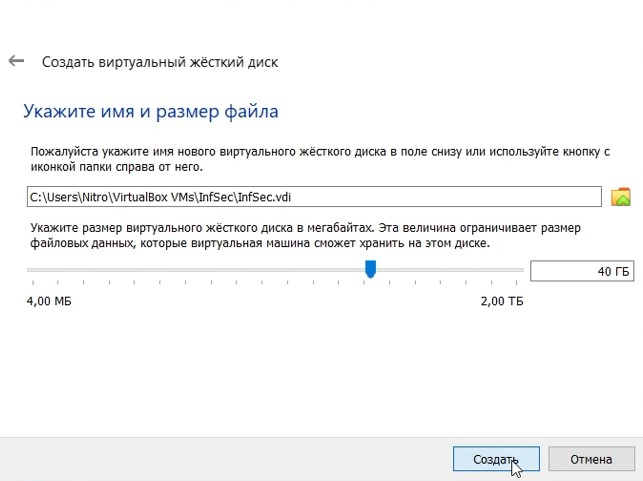 Создать виртуальный жёсткий диск
Укажите имя и размер файла
Пожалуйста укажите имя нового виртуального жёсткого диска в поле снизу или используйте кнопку с
иконкой папки справа от него.
C:\Users\Nitro\VirtualBox VMs\InfSec\InfSec.vdi
Укажите размер виртуального жёсткого диска в мегабайтах. Эта величина ограничивает размер
файловых данных, которые виртуальная машина сможет хранить на этом диске.
40 ГБ
4,00 МБ 2,00 ТБ
Создать Отмена